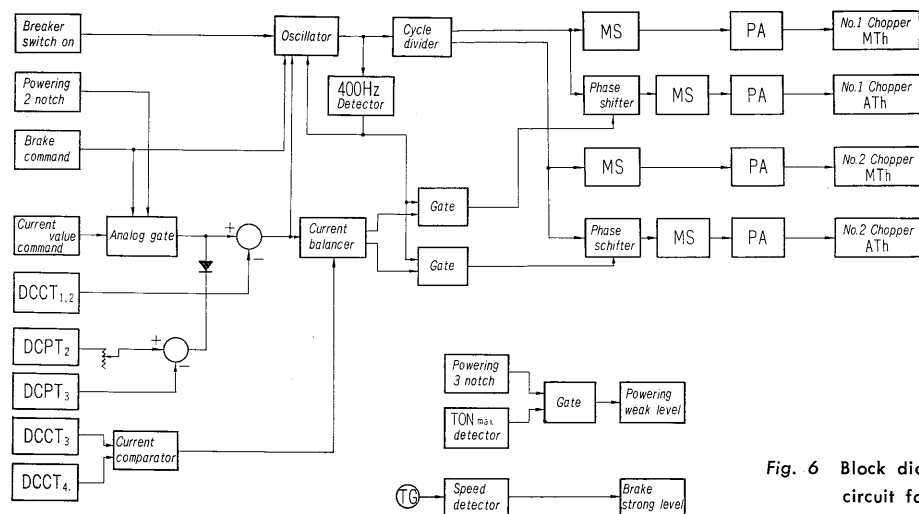 Breaker
switch on
Oscillator
Cycle
divider
MS
PA
No.1 Chopper
MTh
Powering
2 notch
400Hz
Detector
Phase
shifter
MS
PA
No.1 Chopper
ATh
Brake
command
MS
PA
No.2 Chopper
MTh
Gate
Current
value
command
Analog gate
+
−
Current
balancer
Gate
Phase
schifter
MS
PA
No.2 Chopper
ATh
DCCT1,2
DCPT2
+
−
DCPT3
Powering
3 notch
Gate
Powering
weak level
TON max
detector
DCCT3
Current
comparator
DCCT4.
TG
Speed
detector
Brake
strong level
Fig. 6 Block dia
circuit fo